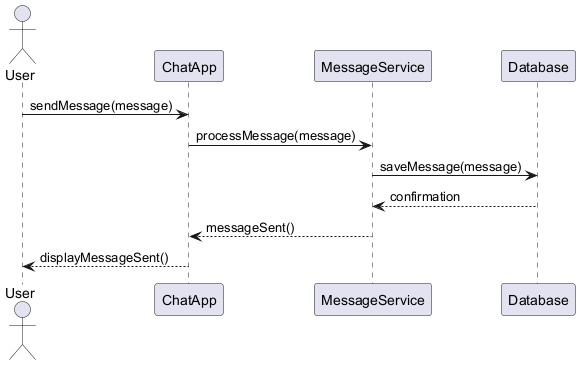 User
ChatApp
MessageService
Database
sendMessage(message)
processMessage(message)
saveMessage(message)
confirmation
messageSent()
displayMessageSent()
User
ChatApp
MessageService
Database